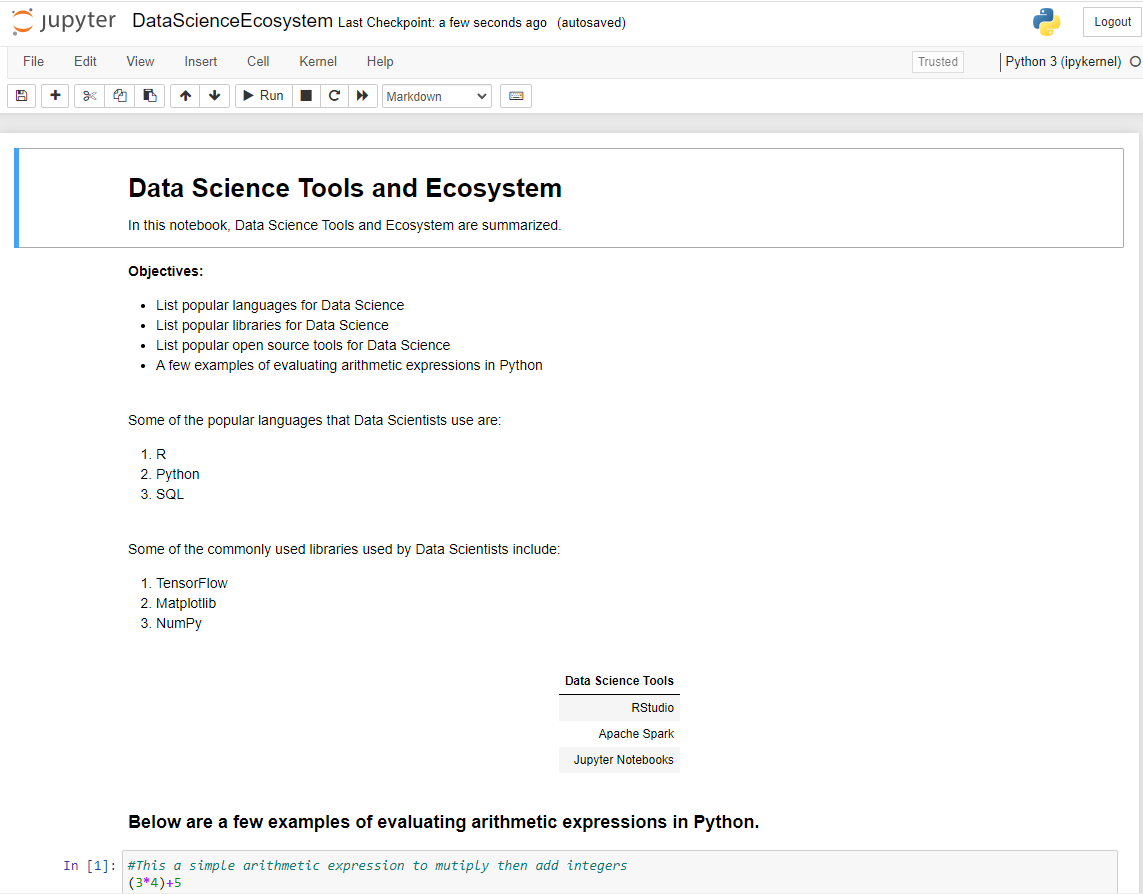 jupyter DataScienceEcosystem Last Checkpoint: a few seconds ago (autosaved) Logout
File Edit View Insert Cell Kernel Help Trusted Python 3 (ipykernel)
Run Markdown
Data Science Tools and Ecosystem
In this notebook, Data Science Tools and Ecosystem are summarized.
Objectives:
• List popular languages for Data Science
• List popular libraries for Data Science
• List popular open source tools for Data Science
• A few examples of evaluating arithmetic expressions in Python
Some of the popular languages that Data Scientists use are:
1. R
2. Python
3. SQL
Some of the commonly used libraries used by Data Scientists include:
1. TensorFlow
2. Matplotlib
3. NumPy
Data Science Tools
RStudio
Apache Spark
Jupyter Notebooks
Below are a few examples of evaluating arithmetic expressions in Python.
In [1]: #This a simple arithmetic expression to mutiply then add integers
(3*4)+5